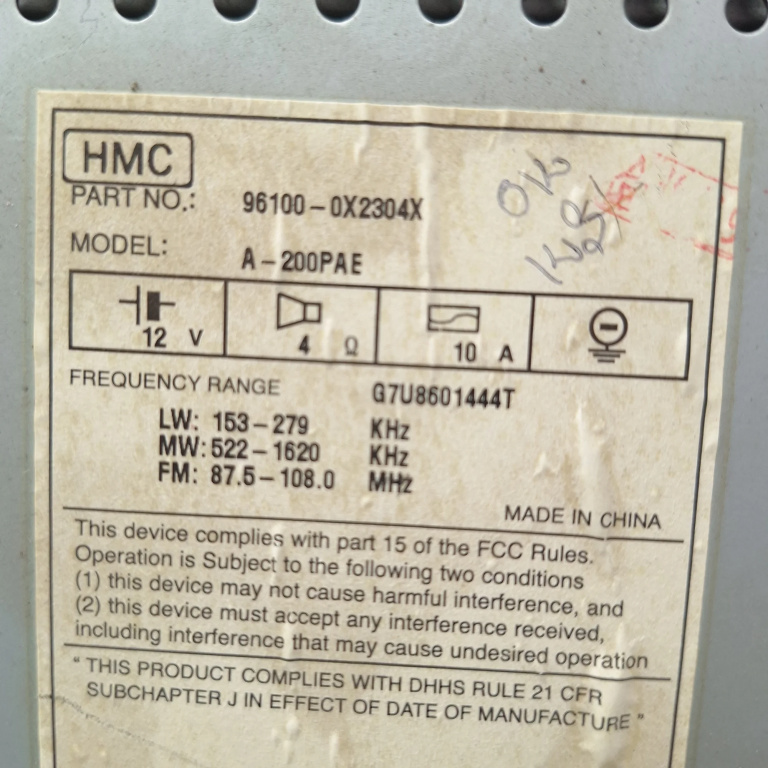 HMC
PART NO.: 96100-0X2304X
MODEL: A-200PAE
12 V 4 Ω 10 A
FREQUENCY RANGE G7U8601444T
LW: 153-279 KHz
MW: 522-1620 KHz
FM: 87.5-108.0 MHz
MADE IN CHINA
This device complies with part 15 of the FCC Rules.
Operation is Subject to the following two conditions
(1) this device may not cause harmful interference, and
(2) this device must accept any interference received,
including interference that may cause undesired operation
"THIS PRODUCT COMPLIES WITH DHHS RULE 21 CFR
SUBCHAPTER J IN EFFECT OF DATE OF MANUFACTURE"
OK